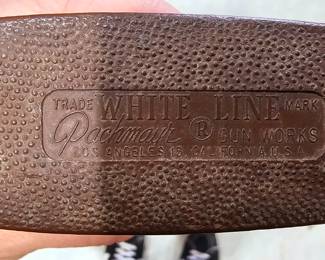 TRADE WHITE LINE MARK
Pachmayr ® GUN WORKS
LOS ANGELES 15, CALIFORNIA, U.S.A.